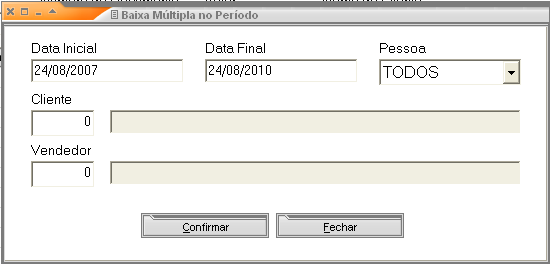 Baixa Múltipla no Período
Data Inicial Data Final Pessoa
24/08/2007 24/08/2010 TODOS
Cliente
0
Vendedor
0
Confirmar Fechar